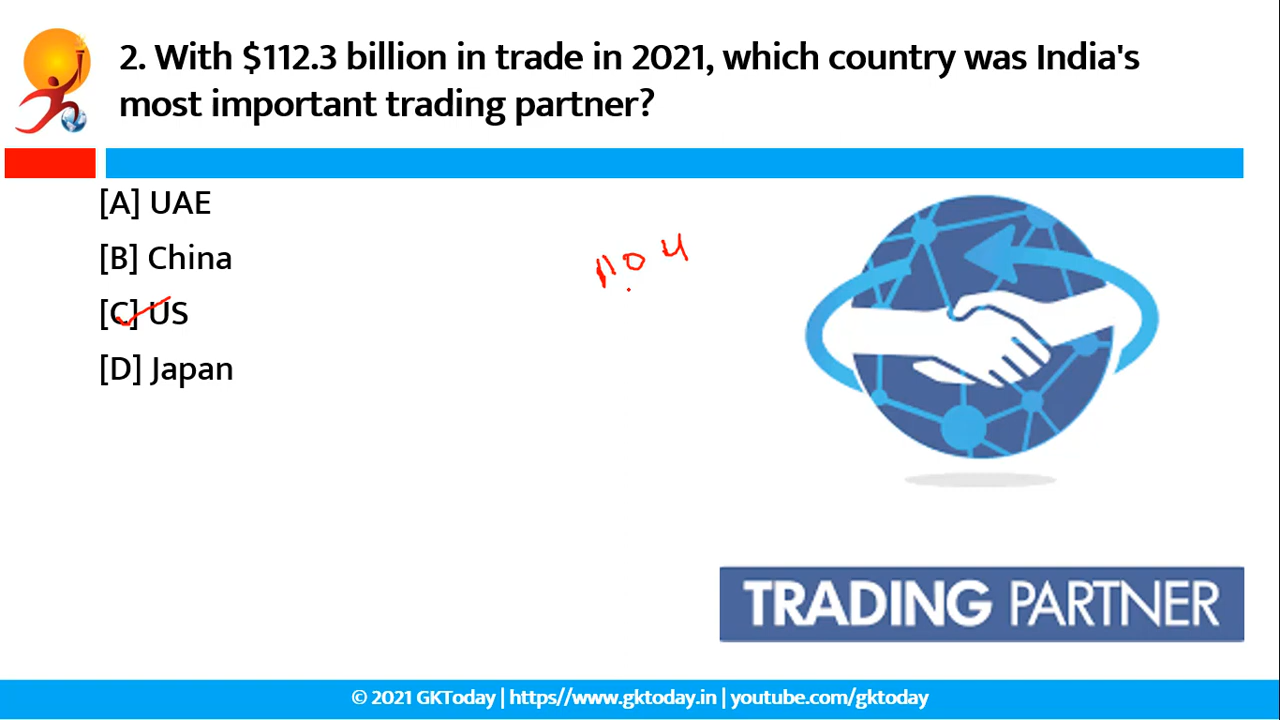 2. With $112.3 billion in trade in 2021, which country was India's
most important trading partner?
[A] UAE
[B] China
[C] US
[D] Japan
110 4
TRADING PARTNER
© 2021 GKToday | https//www.gktoday.in | youtube.com/gktoday